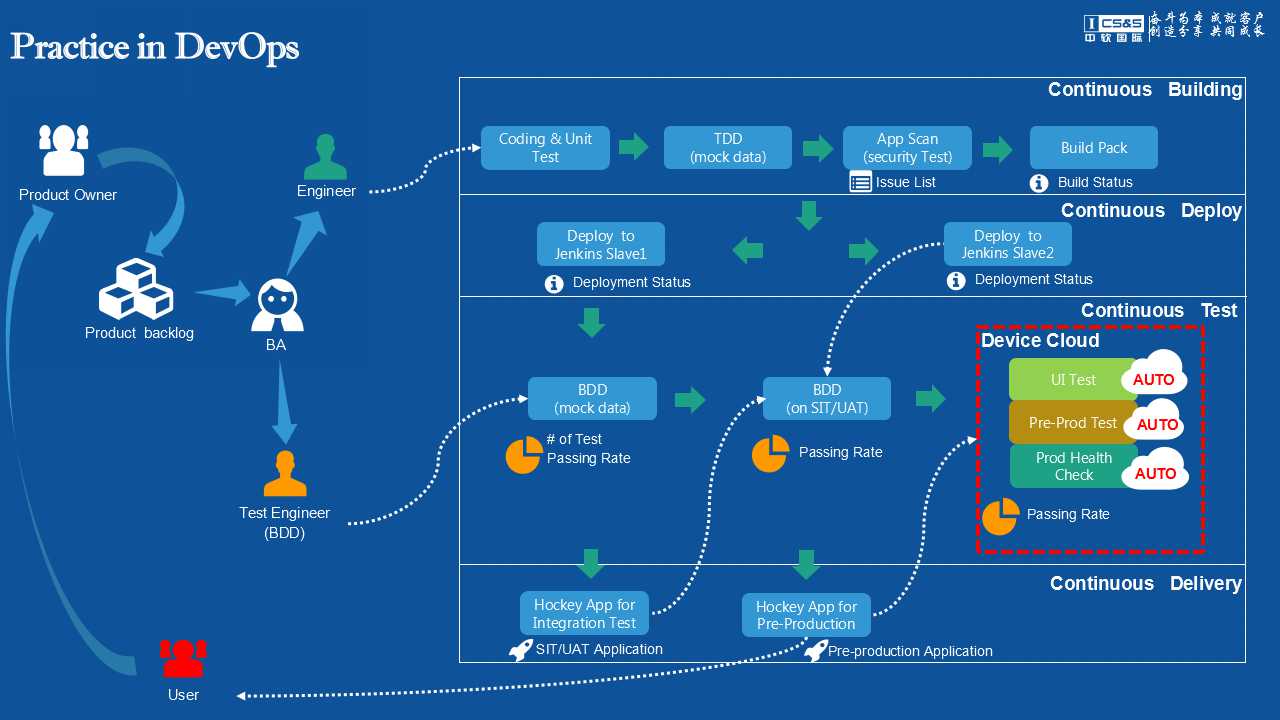 Practice in DevOps
I CS&S
中软国际
奋斗为本 成就客户
创造分享 共同成长
Product Owner
Product backlog
BA
Engineer
Test Engineer
(BDD)
User
Continuous Building
Coding & Unit
Test
TDD
(mock data)
App Scan
(security Test)
Build Pack
Issue List
Build Status
Continuous Deploy
Deploy to
Jenkins Slave1
Deploy to
Jenkins Slave2
Deployment Status
Deployment Status
Continuous Test
Device Cloud
UI Test
AUTO
Pre-Prod Test
AUTO
Prod Health
Check
AUTO
Passing Rate
BDD
(mock data)
BDD
(on SIT/UAT)
# of Test
Passing Rate
Passing Rate
Continuous Delivery
Hockey App for
Integration Test
Hockey App for
Pre-Production
SIT/UAT Application
Pre-production Application